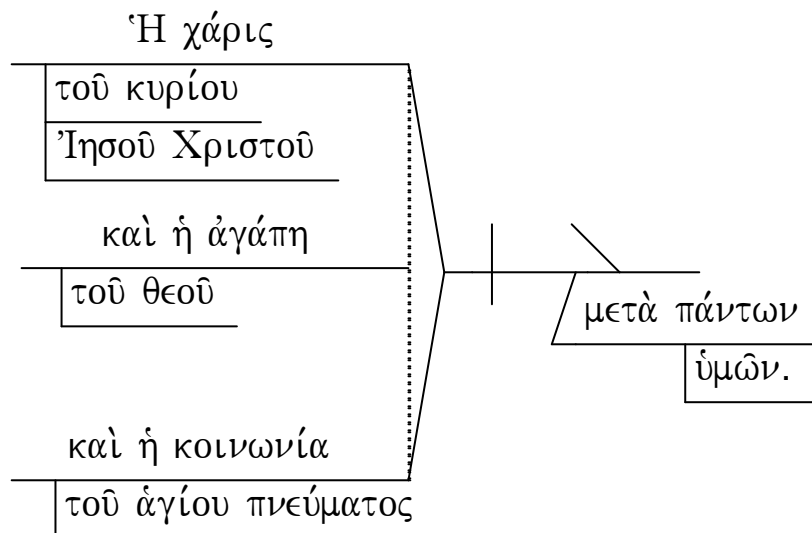 Ἡ χάρις
τοῦ κυρίου
Ἰησοῦ Χριστοῦ
καὶ ἡ ἀγάπη
τοῦ θεοῦ
μετὰ πάντων
ὑμῶν.
καὶ ἡ κοινωνία
τοῦ ἁγίου πνεύματος